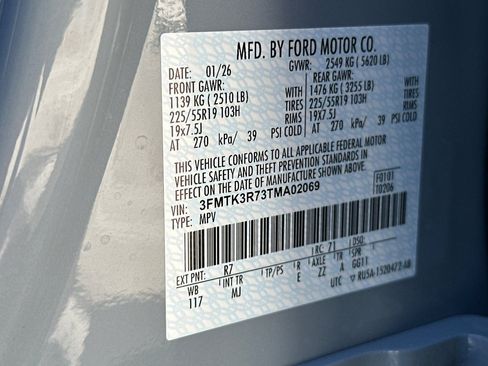 MFD. BY FORD MOTOR CO.
DATE: 01/26 GVWR: 2549 KG ( 5620 LB)
FRONT GAWR: REAR GAWR:
1139 KG ( 2510 LB) WITH 1476 KG ( 3255 LB) WITH
225/55R19 103H TIRES 225/55R19 103H TIRES
19x7.5J RIMS 19x7.5J RIMS
AT 270 kPa/ 39 PSI COLD AT 270 kPa/ 39 PSI COLD
THIS VEHICLE CONFORMS TO ALL APPLICABLE FEDERAL MOTOR
VEHICLE SAFETY AND THEFT PREVENTION STANDARDS IN
EFFECT ON THE DATE OF MANUFACTURE SHOWN ABOVE.
VIN: 3FMTK3R73TMA02069 F0101
TYPE: MPV T0206
EXT PNT: R7 RC: 71 DSO:
WB INT TR TP/PS R AXLE TR SPR
117 MJ E ZZ A GG11
UTC ▽ RU5A-1520472-AB